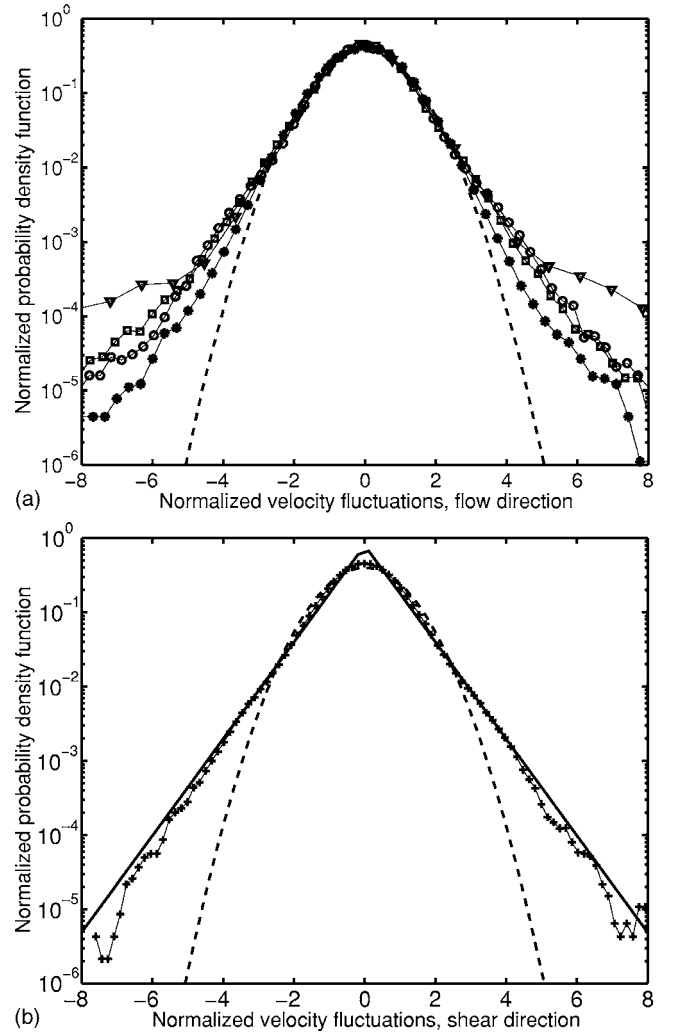 Normalized probability density function
10^0
10^-1
10^-2
10^-3
10^-4
10^-5
10^-6
−8 −6 −4 −2 0 2 4 6 8
(a) Normalized velocity fluctuations, flow direction
Normalized probability density function
10^0
10^-1
10^-2
10^-3
10^-4
10^-5
10^-6
−8 −6 −4 −2 0 2 4 6 8
(b) Normalized velocity fluctuations, shear direction